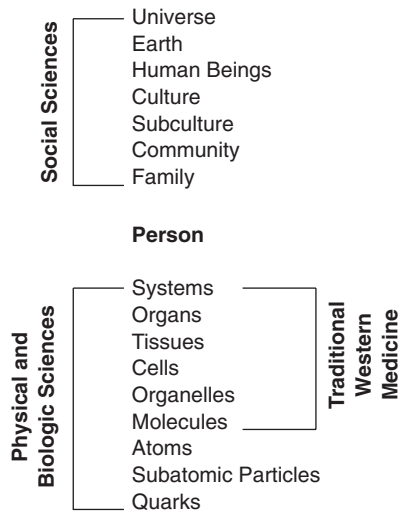 Social Sciences
Universe
Earth
Human Beings
Culture
Subculture
Community
Family
Person
Physical and
Biologic Sciences
Systems
Organs
Tissues
Cells
Organelles
Molecules
Atoms
Subatomic Particles
Quarks
Traditional
Western
Medicine